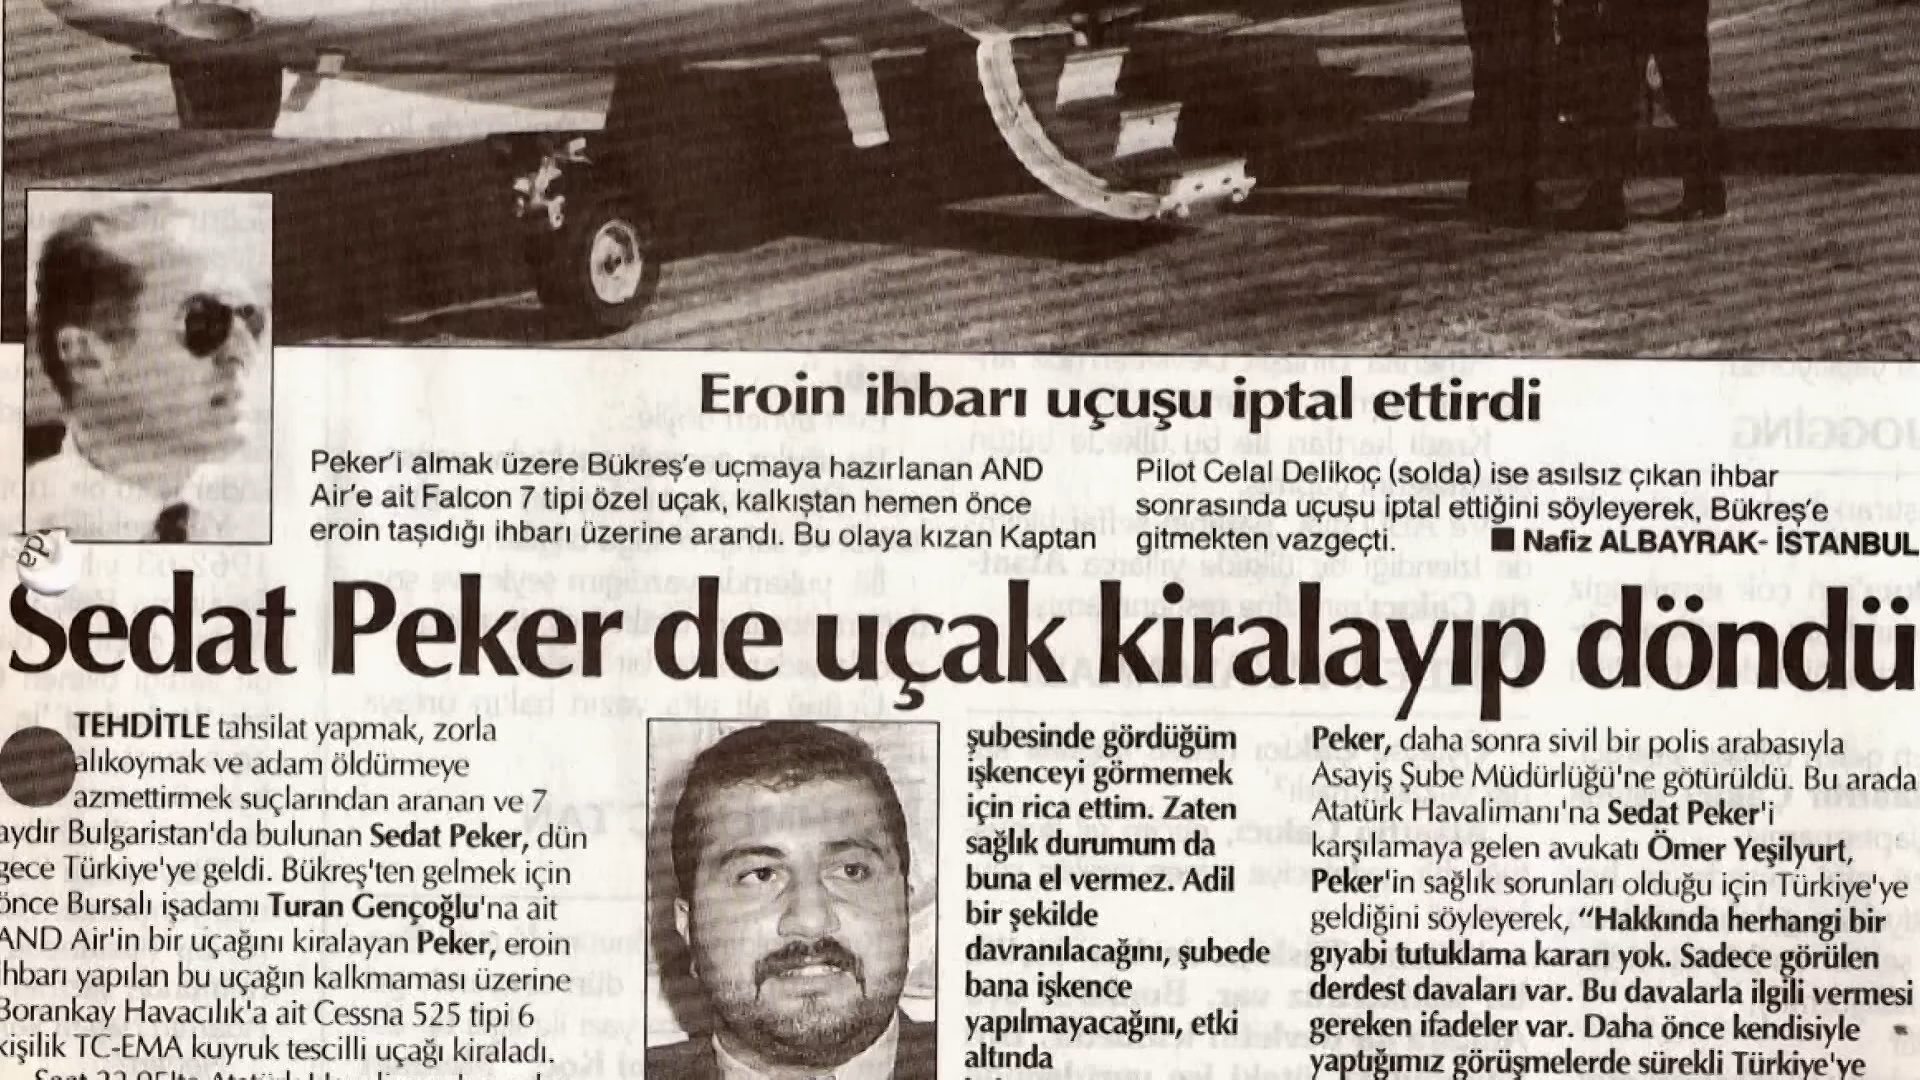 Eroin ihbarı uçuşu iptal ettirdi
Peker'i almak üzere Bükreş'e uçmaya hazırlanan AND
Air'e ait Falcon 7 tipi özel uçak, kalkıştan hemen önce
eroin taşıdığı ihbarı üzerine arandı. Bu olaya kızan Kaptan
Pilot Celal Delikoç (solda) ise asılsız çıkan ihbar
sonrasında uçuşu iptal ettiğini söyleyerek, Bükreş'e
gitmekten vazgeçti.
Nafiz ALBAYRAK- İSTANBUL
Sedat Peker de uçak kiralayıp döndü
TEHDİTLE tahsilat yapmak, zorla
alıkoymak ve adam öldürmeye
azmettirmek suçlarından aranan ve 7
aydır Bulgaristan'da bulunan Sedat Peker, dün
gece Türkiye'ye geldi. Bükreş'ten gelmek için
önce Bursalı işadamı Turan Gençoğlu'na ait
AND Air'in bir uçağını kiralayan Peker, eroin
ihbarı yapılan bu uçağın kalkmaması üzerine
Borankay Havacılık'a ait Cessna 525 tipi 6
kişilik TC-EMA kuyruk tescilli uçağı kiraladı.
şubesinde gördüğüm
işkenceyi görmemek
için rica ettim. Zaten
sağlık durumum da
buna el vermez. Adil
bir şekilde
davranılacağını, şubede
bana işkence
yapılmayacağını, etki
altında
Peker, daha sonra sivil bir polis arabasıyla
Asayiş Şube Müdürlüğü'ne götürüldü. Bu arada
Atatürk Havalimanı'na Sedat Peker'i
karşılamaya gelen avukatı Ömer Yeşilyurt,
Peker'in sağlık sorunları olduğu için Türkiye'ye
geldiğini söyleyerek, "Hakkında herhangi bir
gıyabi tutuklama kararı yok. Sadece görülen
derdest davaları var. Bu davalarla ilgili vermesi
gereken ifadeler var. Daha önce kendisiyle
yaptığımız görüşmelerde sürekli Türkiye'ye